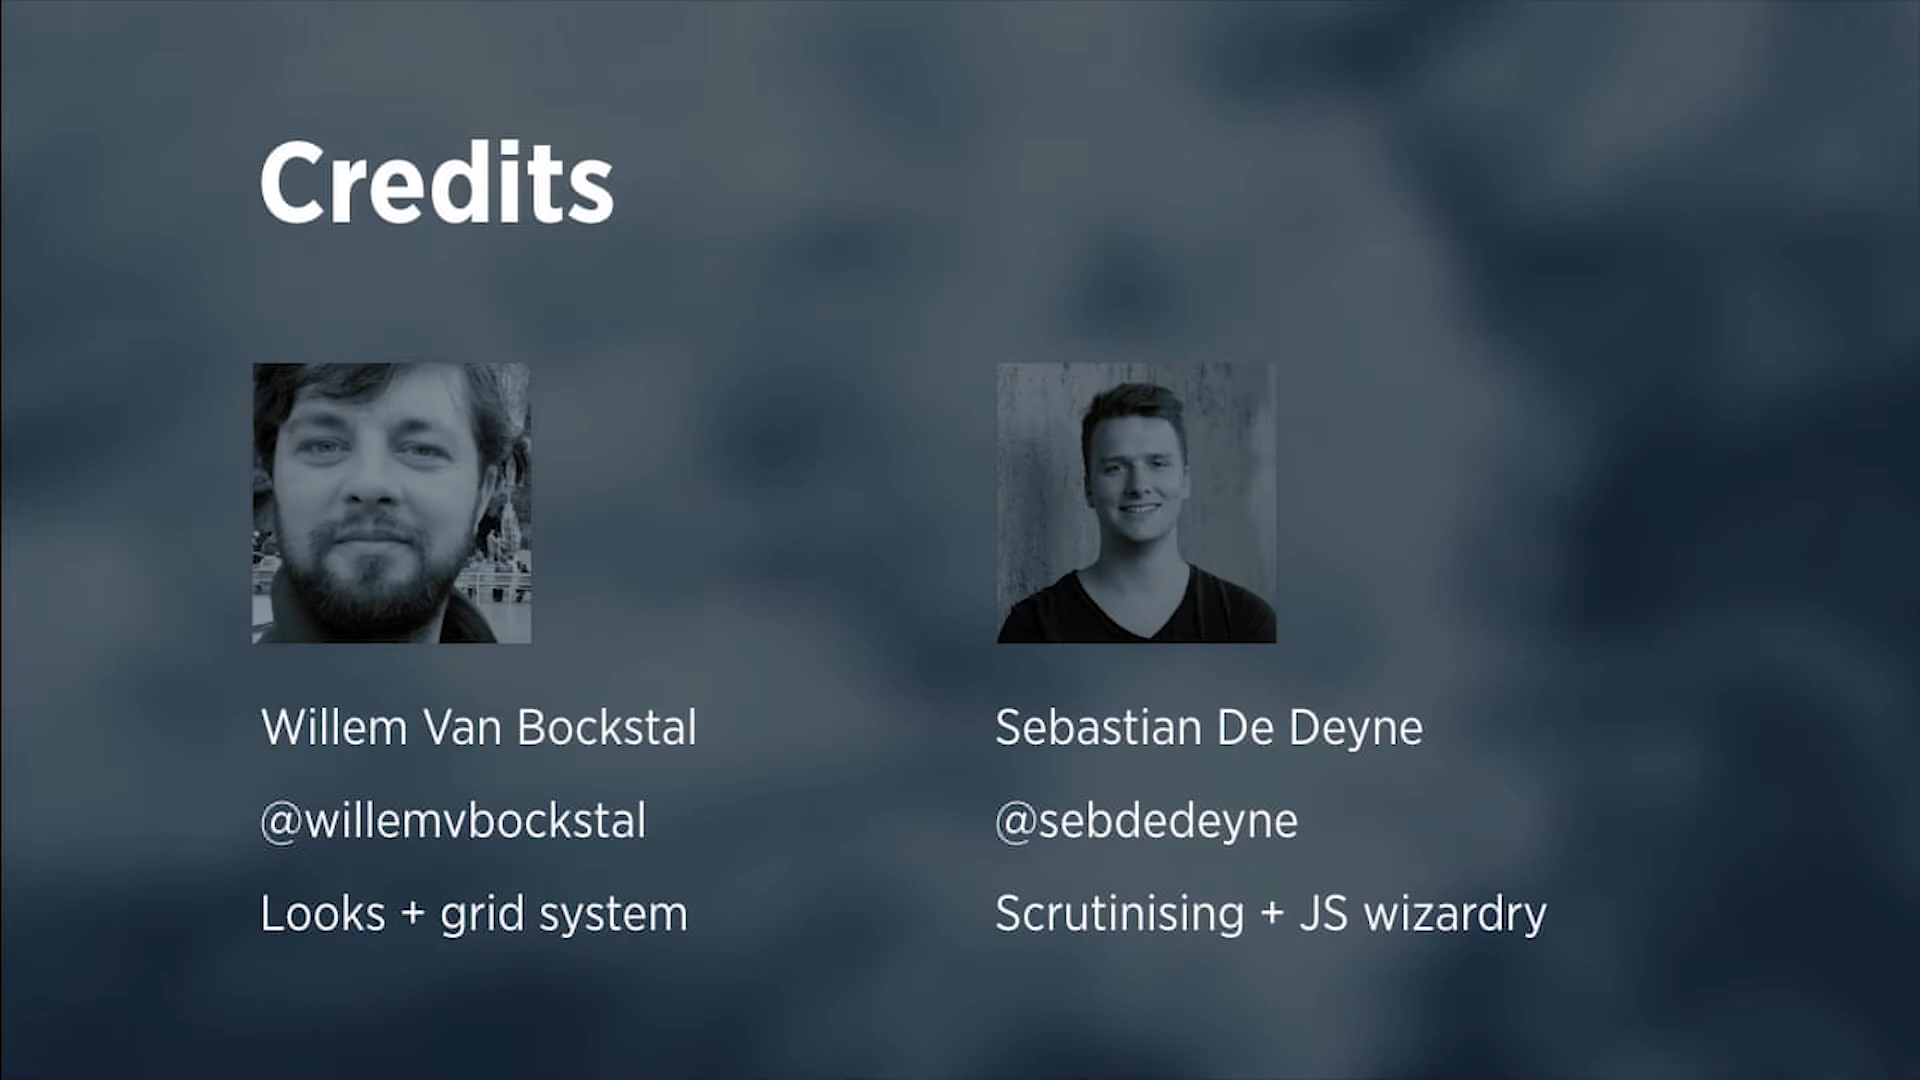 Credits
Willem Van Bockstal
@willemvbockstal
Looks + grid system
Sebastian De Deyne
@sebdedeyne
Scrutinising + JS wizardry